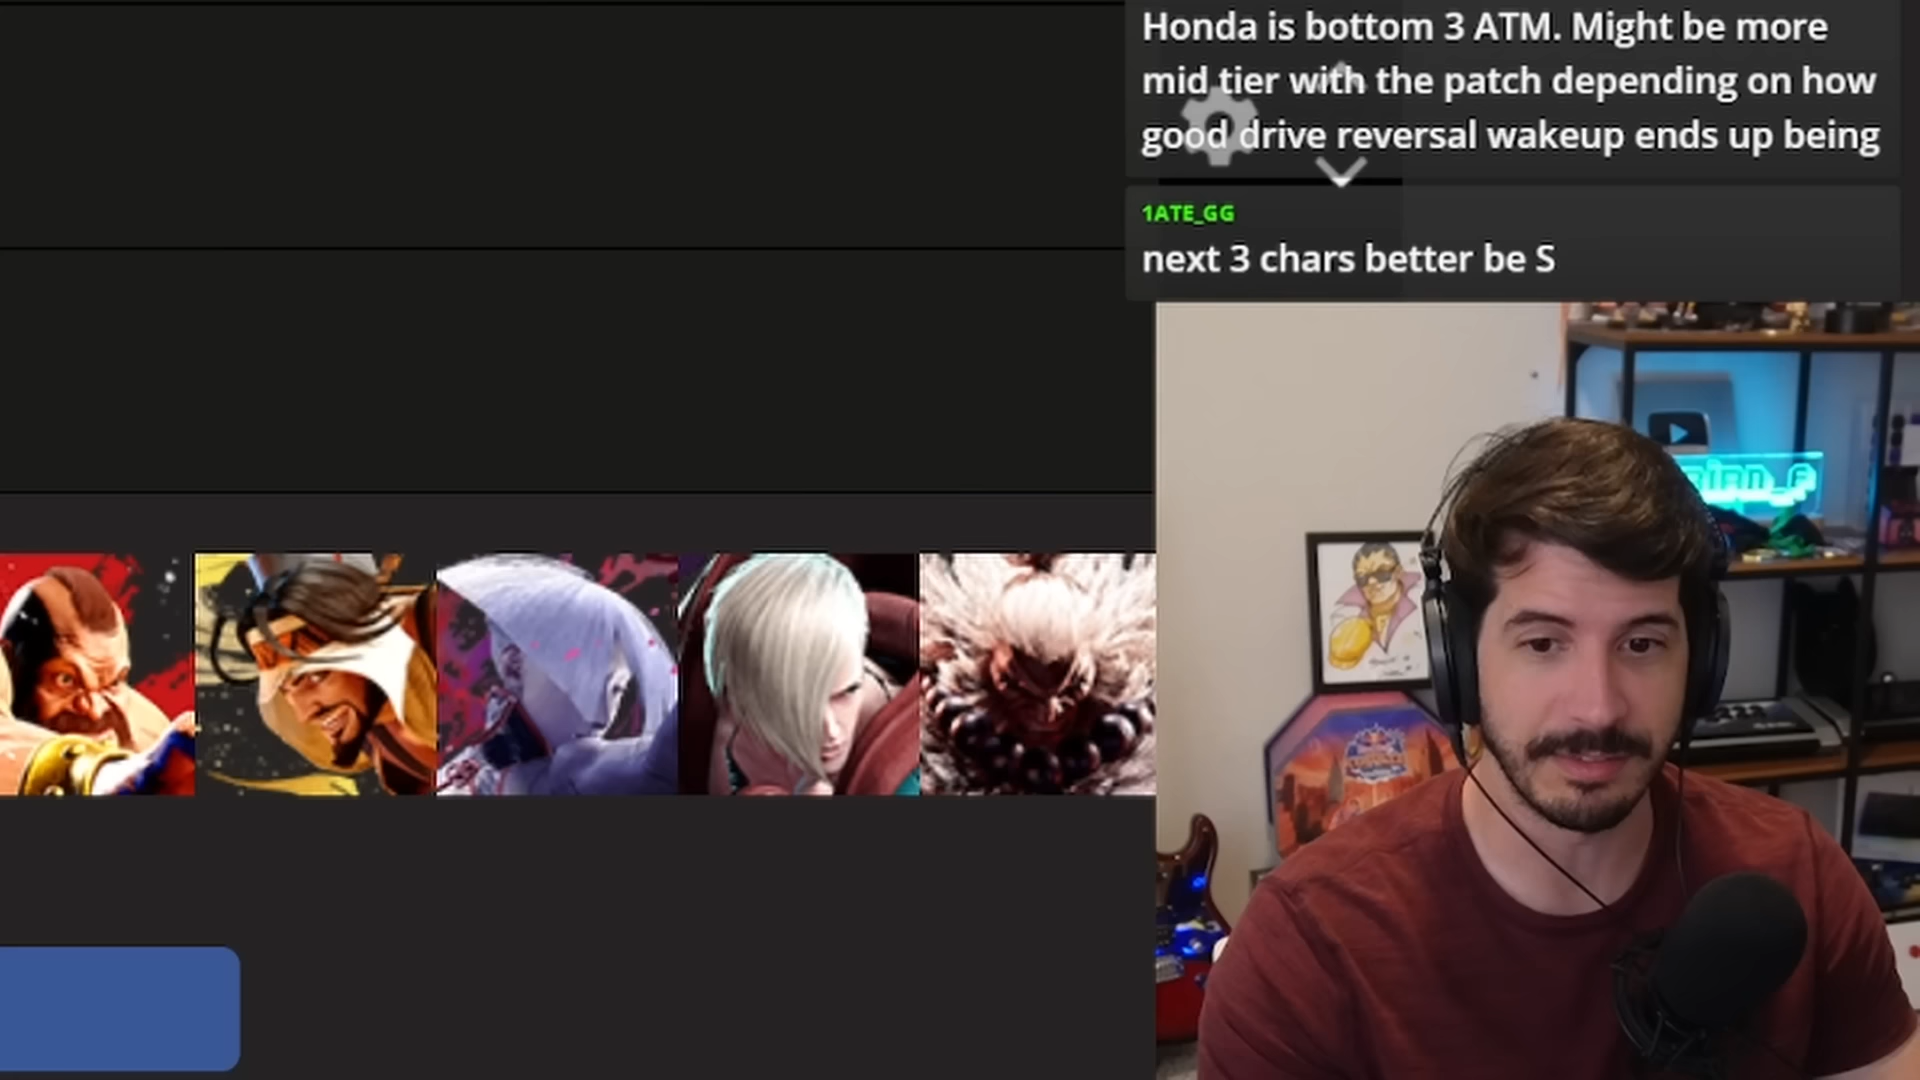 Honda is bottom 3 ATM. Might be more
mid tier with the patch depending on how
good drive reversal wakeup ends up being
1ATE_GG
next 3 chars better be S